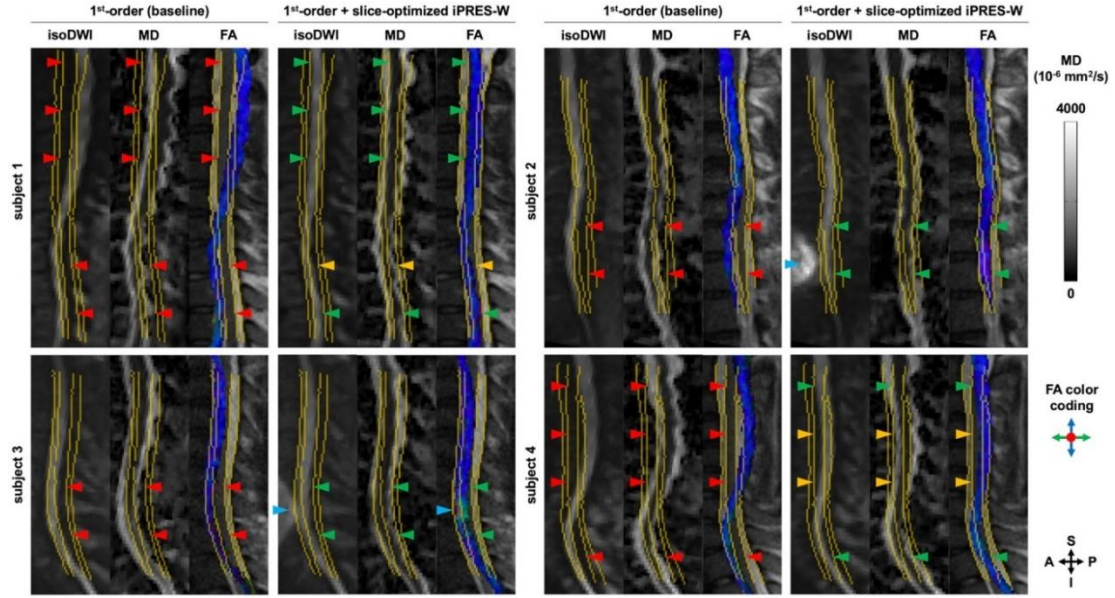 1st-order (baseline)
1st-order + slice-optimized iPRES-W
1st-order (baseline)
1st-order + slice-optimized iPRES-W
isoDWI MD FA
isoDWI MD FA
isoDWI MD FA
isoDWI MD FA
subject 1
subject 2
MD
(10⁻⁶ mm²/s)
4000
0
subject 3
subject 4
FA color
coding
S
A P
I